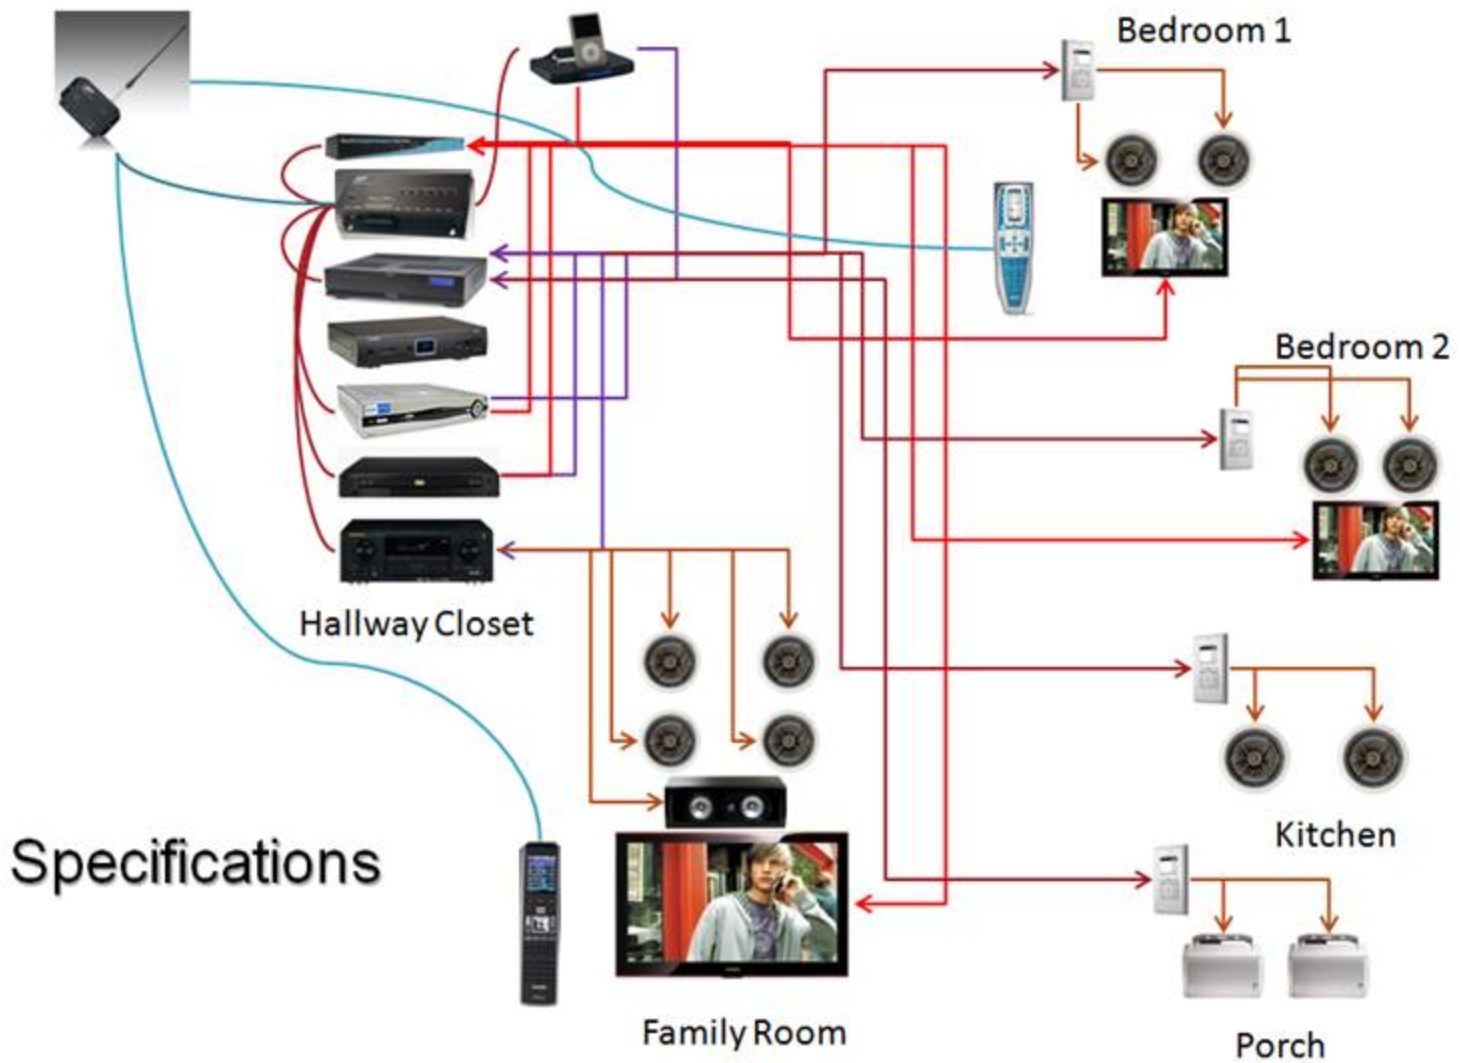 Bedroom 1
Bedroom 2
Hallway Closet
Kitchen
Specifications
Family Room
Porch